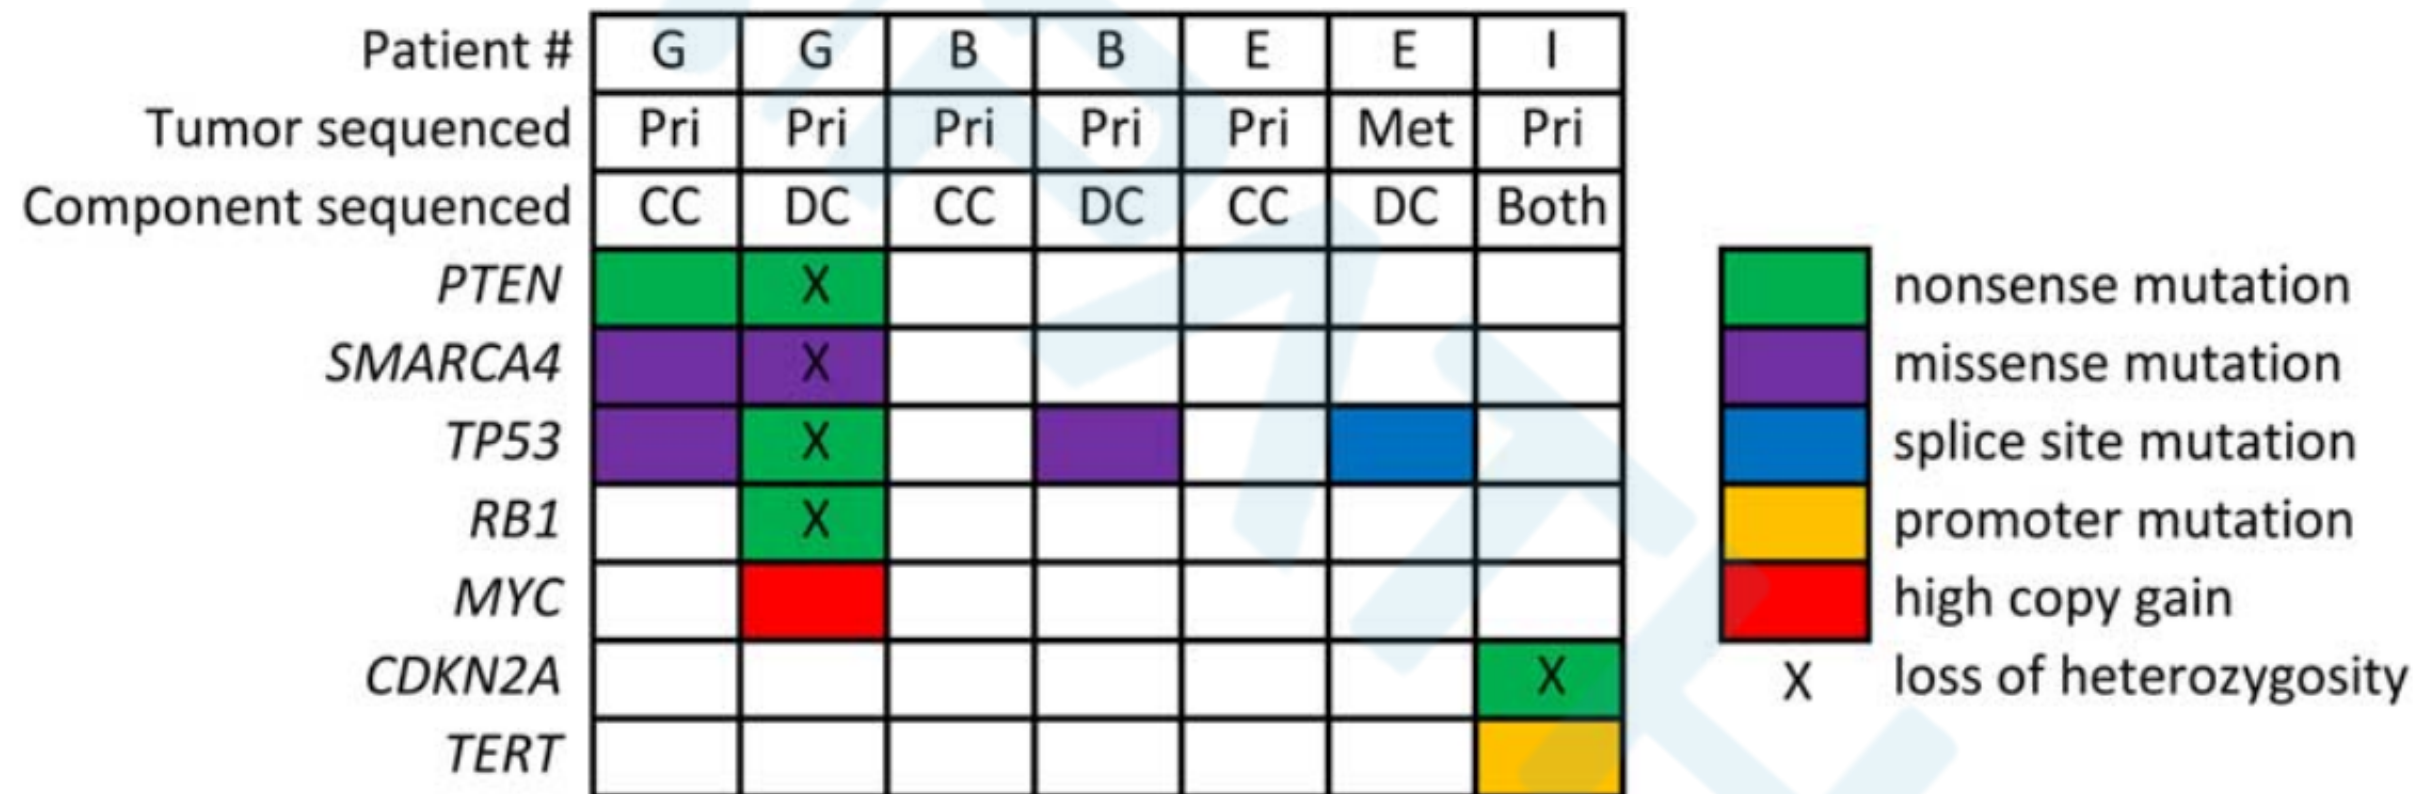 Patient # G G B B E E I
Tumor sequenced Pri Pri Pri Pri Pri Met Pri
Component sequenced CC DC CC DC CC DC Both
PTEN X nonsense mutation
SMARCA4 X missense mutation
TP53 X splice site mutation
RB1 X promoter mutation
MYC high copy gain
CDKN2A X X loss of heterozygosity
TERT